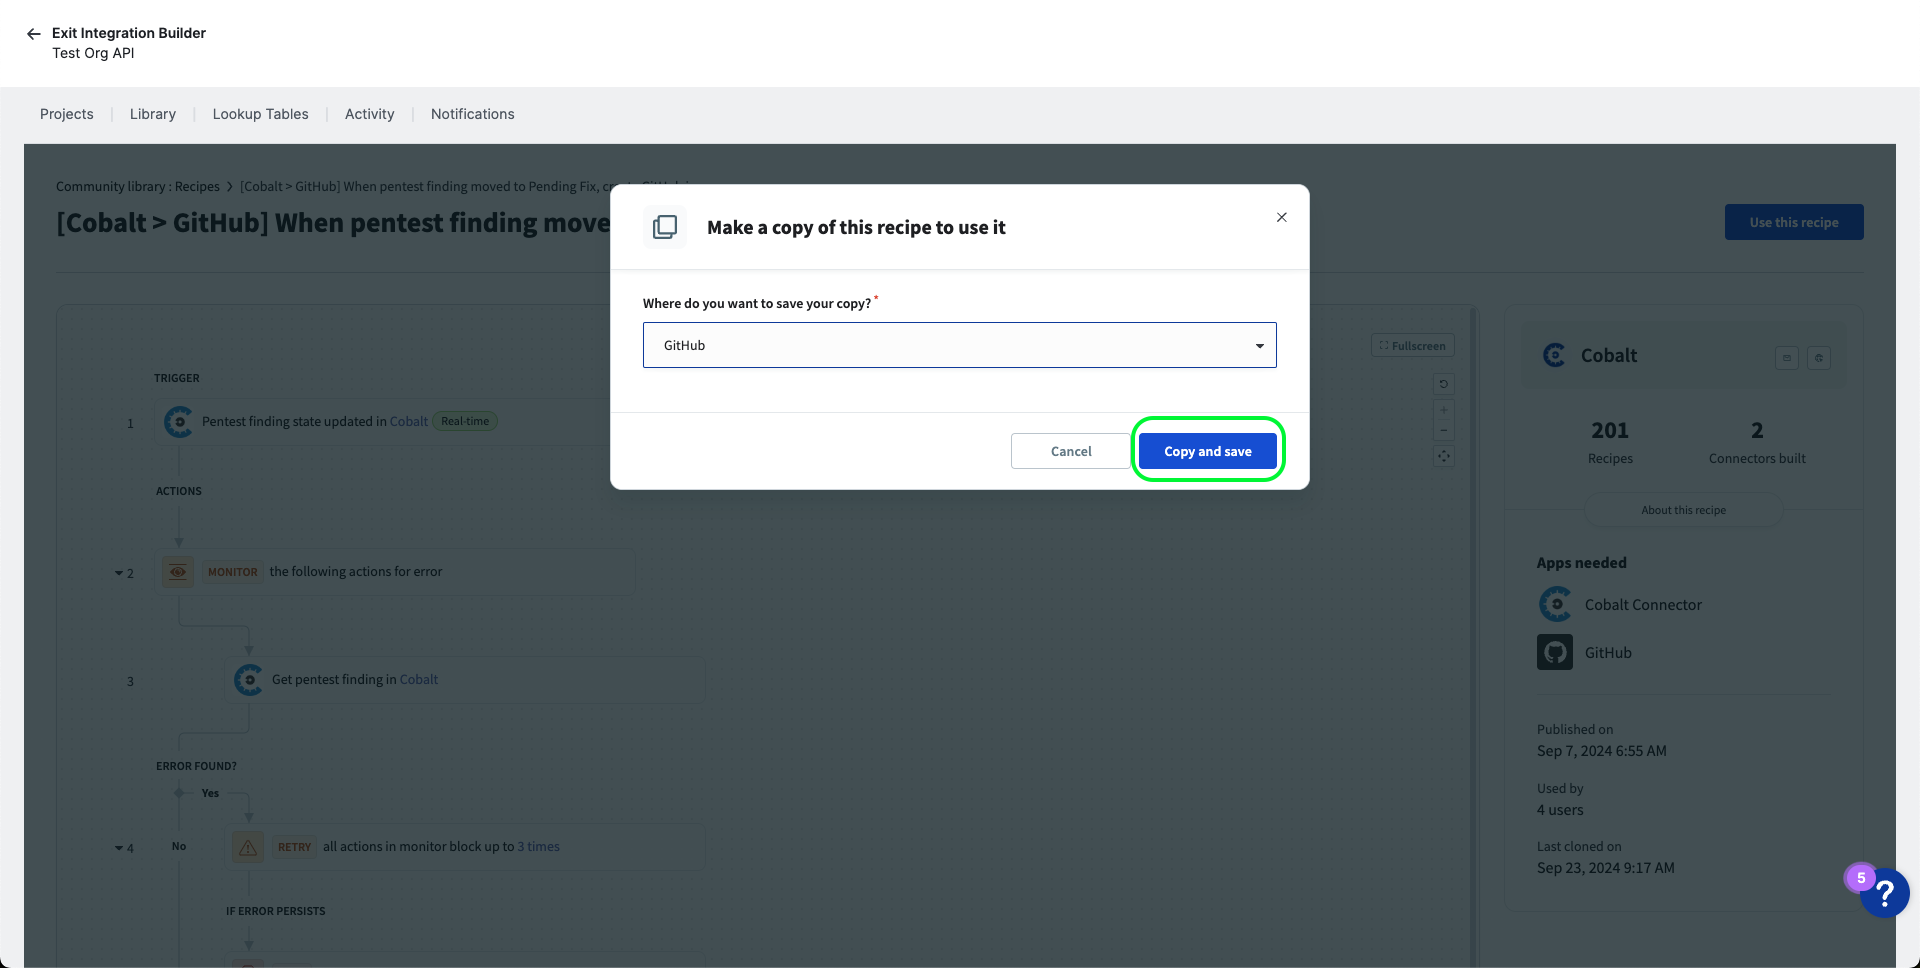 Exit Integration Builder
Test Org API
Projects
Library
Lookup Tables
Activity
Notifications
Community library : Recipes > [Cobalt > GitHub] When pentest finding moved to Pending Fix,
[Cobalt > GitHub] When pentest finding move
Use this recipe
Make a copy of this recipe to use it
Where do you want to save your copy? *
GitHub
Cancel
Copy and save
Fullscreen
TRIGGER
1
Pentest finding state updated in Cobalt Real-time
ACTIONS
2
MONITOR the following actions for error
3
Get pentest finding in Cobalt
ERROR FOUND?
Yes
No
4
RETRY all actions in monitor block up to 3 times
IF ERROR PERSISTS
Cobalt
201
Recipes
2
Connectors built
About this recipe
Apps needed
Cobalt Connector
GitHub
Published on
Sep 7, 2024 6:55 AM
Used by
4 users
Last cloned on
Sep 23, 2024 9:17 AM
5
?